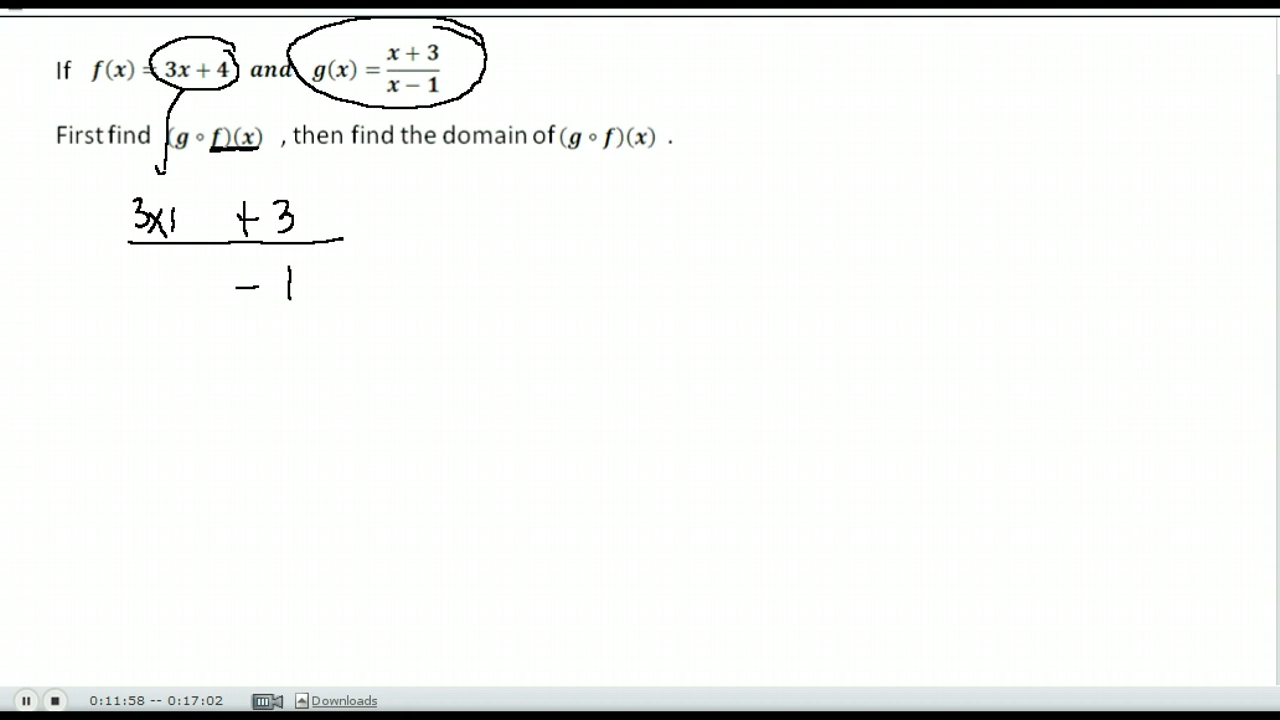 If f(x) = 3x + 4 and g(x) = x + 3 / x − 1
First find (g ∘ f)(x) , then find the domain of (g ∘ f)(x) .
3x + 3
− 1
0:11:58 -- 0:17:02 Downloads